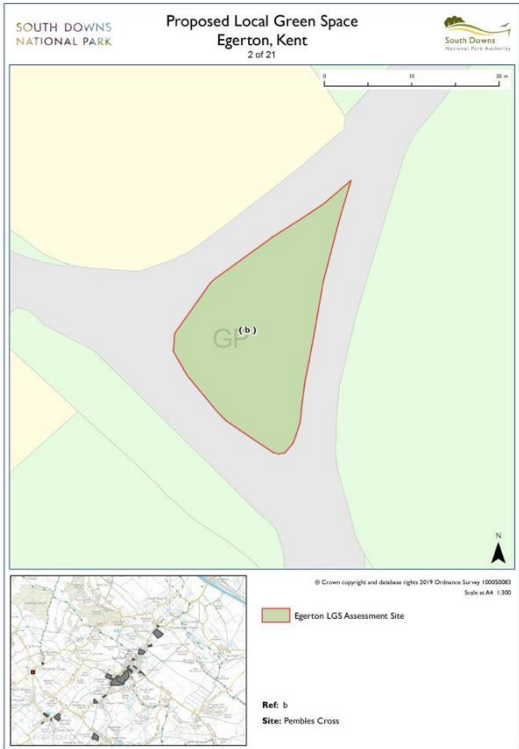 SOUTH DOWNS
NATIONAL PARK
Proposed Local Green Space
Egerton, Kent
2 of 21
South Downs
National Park Authority
0 10 20 m
GP
(b)
N
© Crown copyright and database rights 2019 Ordnance Survey 100050083
Scale at A4 1:300
Egerton LGS Assessment Site
Ref: b
Site: Pembles Cross